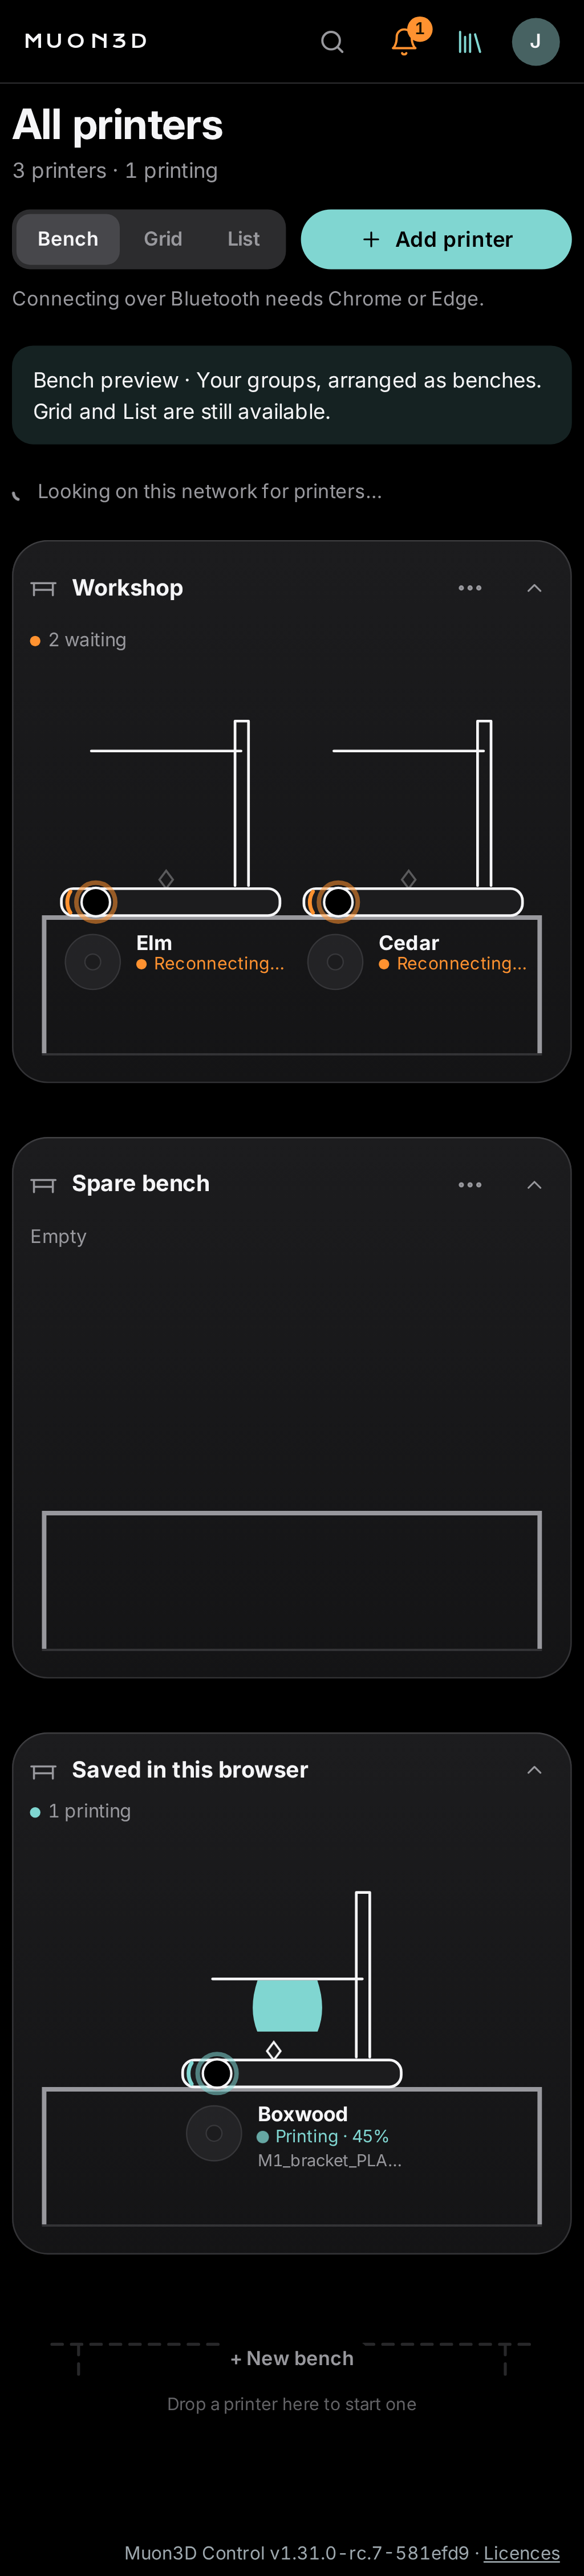 MUON3D
1
J
All printers
3 printers · 1 printing
Bench
Grid
List
+ Add printer
Connecting over Bluetooth needs Chrome or Edge.
Bench preview · Your groups, arranged as benches.
Grid and List are still available.
Looking on this network for printers...
Workshop
2 waiting
Elm
Reconnecting...
Cedar
Reconnecting...
Spare bench
Empty
Saved in this browser
1 printing
Boxwood
Printing · 45%
M1_bracket_PLA...
+ New bench
Drop a printer here to start one
Muon3D Control v1.31.0-rc.7-581efd9 · Licences